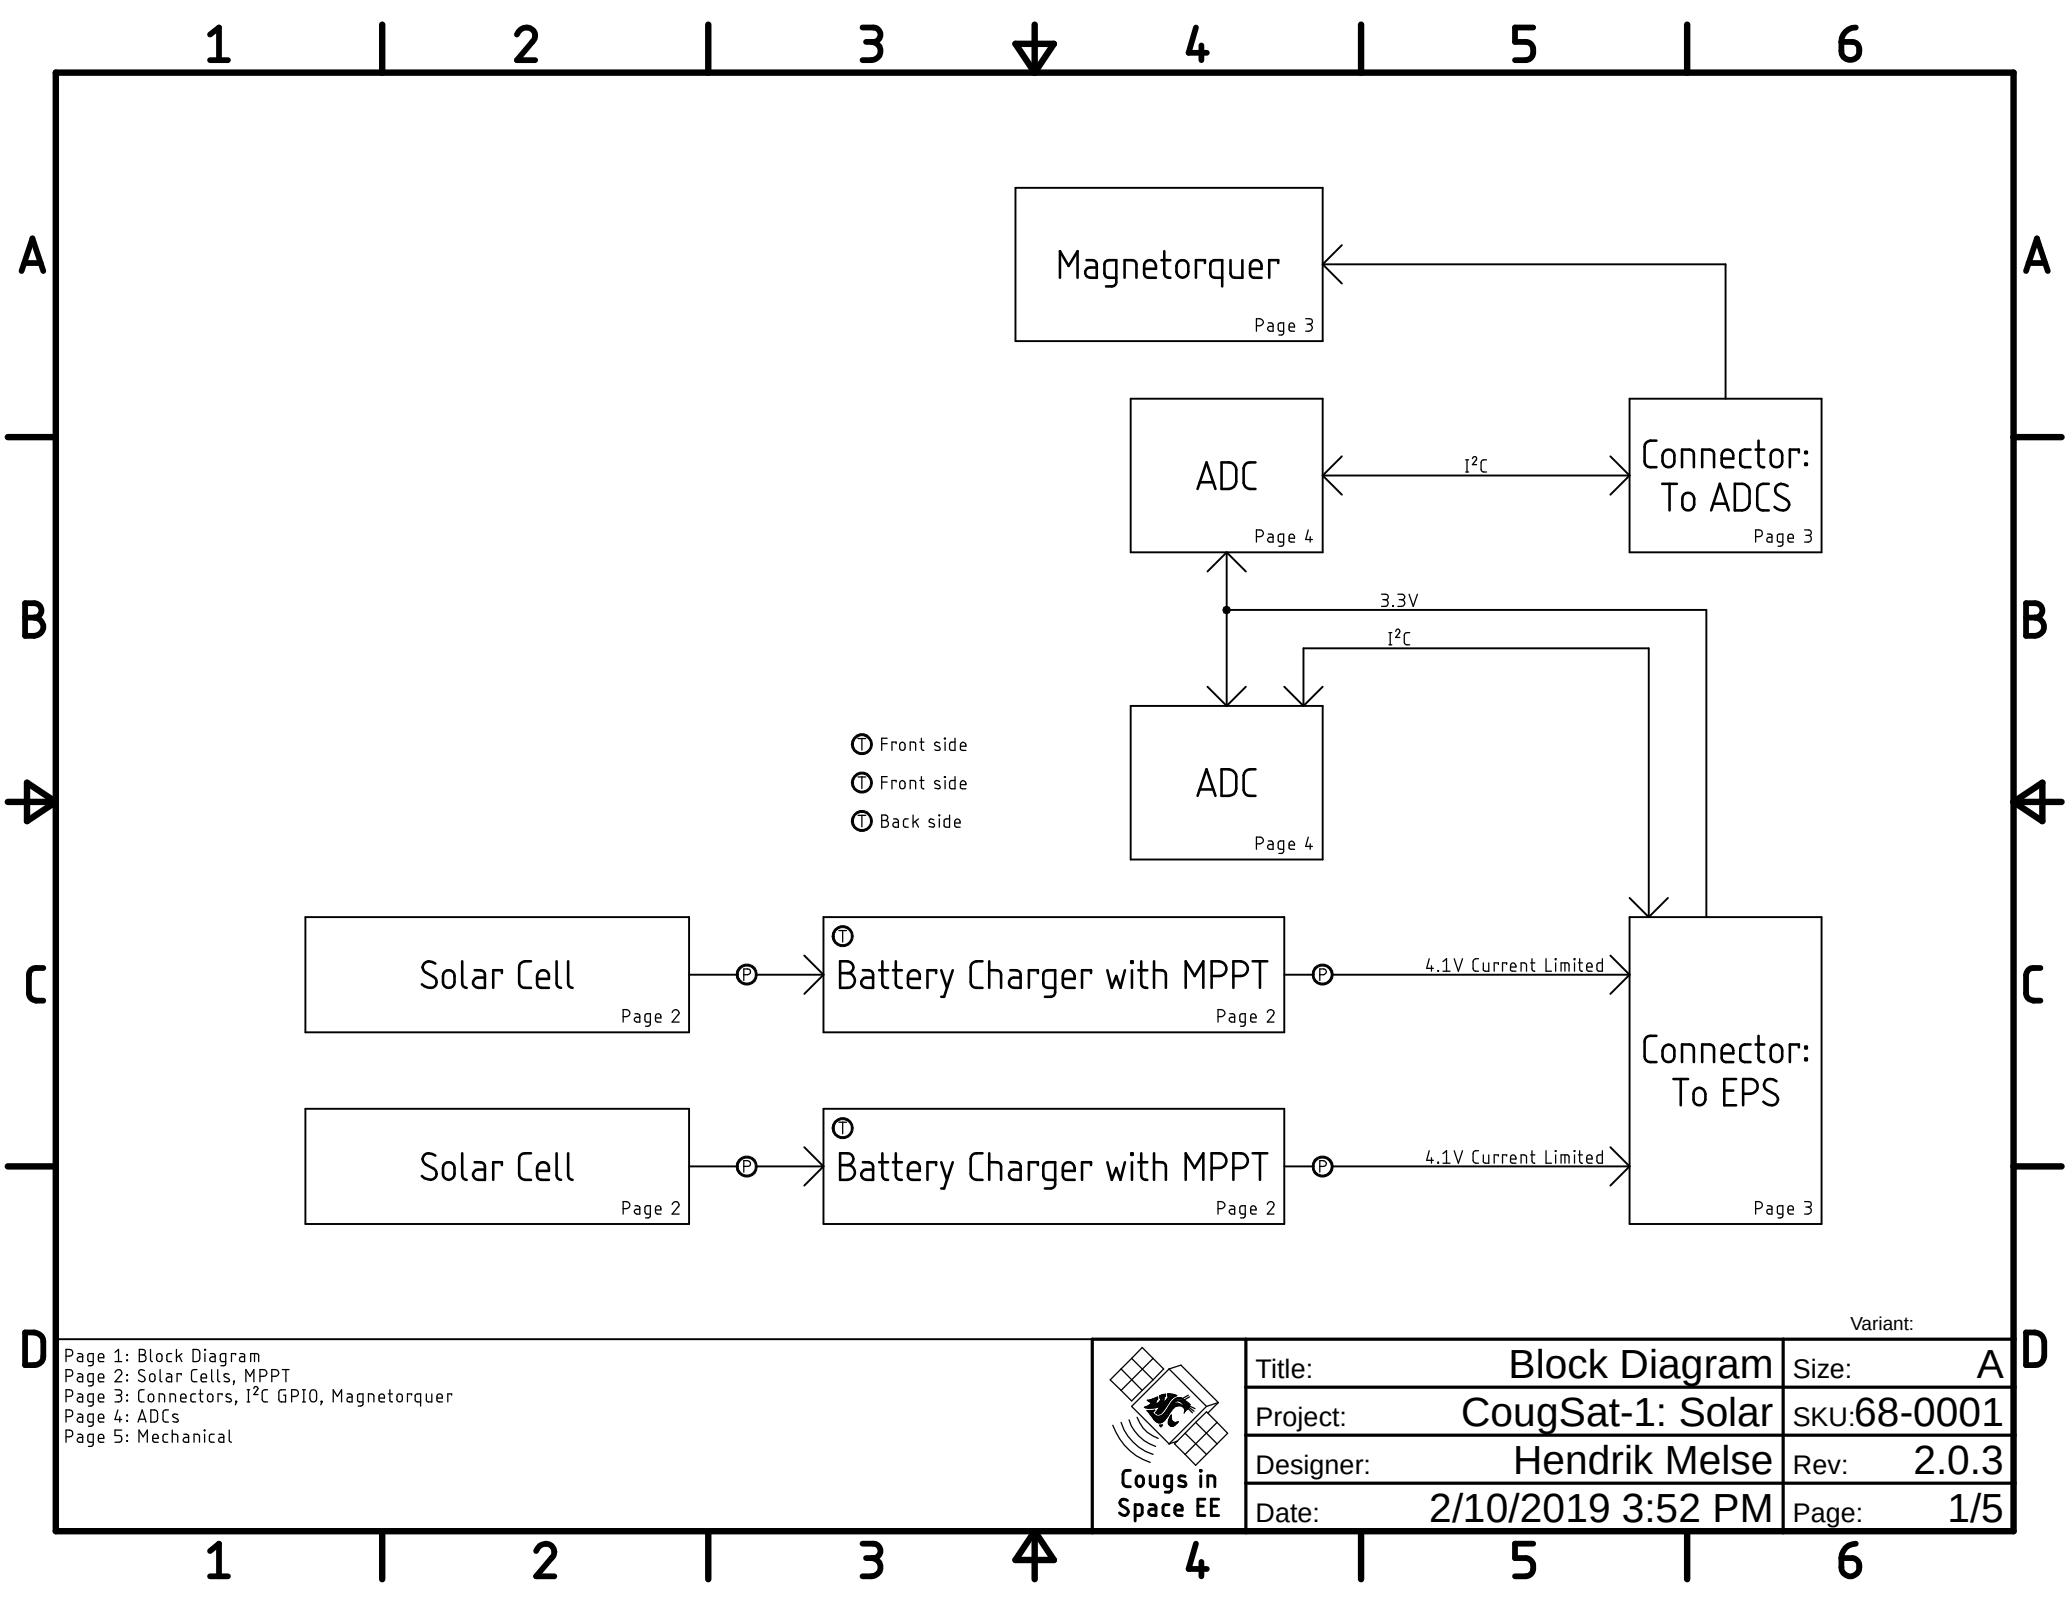 1 2 3 4 5 6
A A
Magnetorquer
Page 3
ADC
Page 4
I²C
Connector:
To ADCS
Page 3
B B
3.3V
I²C
T Front side
T Front side
T Back side
ADC
Page 4
C C
Solar Cell
Page 2
P
T
Battery Charger with MPPT
Page 2
P
4.1V Current Limited
Connector:
To EPS
Page 3
Solar Cell
Page 2
P
T
Battery Charger with MPPT
Page 2
P
4.1V Current Limited
Variant:
D D
Page 1: Block Diagram
Page 2: Solar Cells, MPPT
Page 3: Connectors, I²C GPIO, Magnetorquer
Page 4: ADCs
Page 5: Mechanical
Cougs in
Space EE
Title: Block Diagram Size: A
Project: CougSat-1: Solar SKU:68-0001
Designer: Hendrik Melse Rev: 2.0.3
Date: 2/10/2019 3:52 PM Page: 1/5
1 2 3 4 5 6